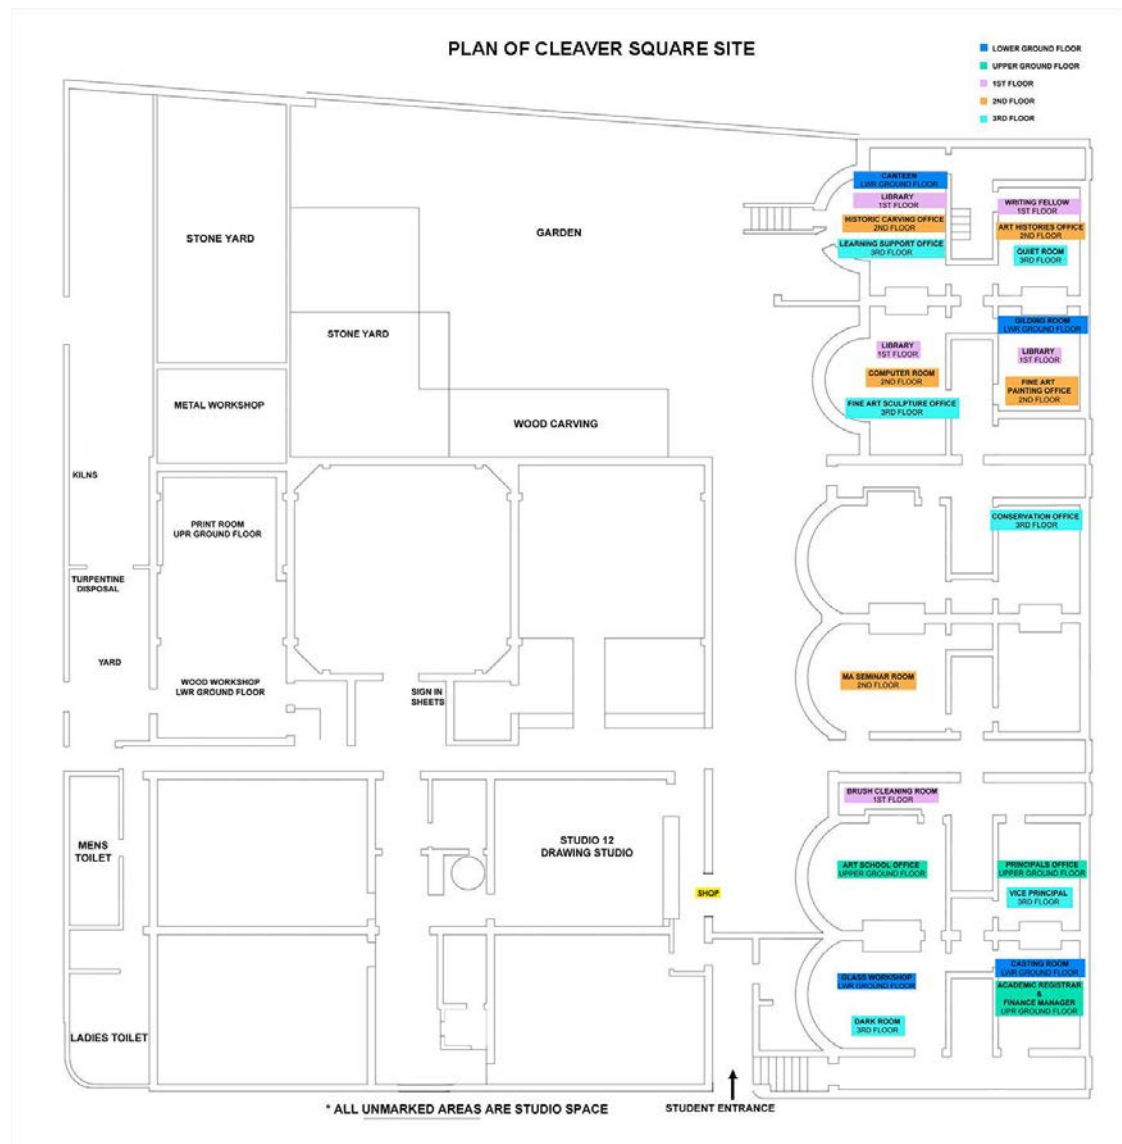 PLAN OF CLEAVER SQUARE SITE
LOWER GROUND FLOOR
UPPER GROUND FLOOR
1ST FLOOR
2ND FLOOR
3RD FLOOR
CANTEEN
LWR GROUND FLOOR
LIBRARY
1ST FLOOR
HISTORIC CARVING OFFICE
2ND FLOOR
LEARNING SUPPORT OFFICE
3RD FLOOR
WRITING FELLOW
1ST FLOOR
ART HISTORIES OFFICE
2ND FLOOR
QUIET ROOM
3RD FLOOR
STONE YARD
GARDEN
STONE YARD
GILDING ROOM
LWR GROUND FLOOR
LIBRARY
1ST FLOOR
COMPUTER ROOM
2ND FLOOR
FINE ART SCULPTURE OFFICE
3RD FLOOR
LIBRARY
1ST FLOOR
FINE ART
PAINTING OFFICE
2ND FLOOR
METAL WORKSHOP
WOOD CARVING
KILNS
PRINT ROOM
UPR GROUND FLOOR
CONSERVATION OFFICE
3RD FLOOR
TURPENTINE
DISPOSAL
YARD
WOOD WORKSHOP
LWR GROUND FLOOR
SIGN IN
SHEETS
MA SEMINAR ROOM
2ND FLOOR
BRUSH CLEANING ROOM
1ST FLOOR
MENS
TOILET
STUDIO 12
DRAWING STUDIO
SHOP
ART SCHOOL OFFICE
UPPER GROUND FLOOR
PRINCIPALS OFFICE
UPPER GROUND FLOOR
VICE PRINCIPAL
3RD FLOOR
GLASS WORKSHOP
LWR GROUND FLOOR
DARK ROOM
3RD FLOOR
CASTING ROOM
LWR GROUND FLOOR
ACADEMIC REGISTRAR
&
FINANCE MANAGER
UPR GROUND FLOOR
LADIES TOILET
* ALL UNMARKED AREAS ARE STUDIO SPACE
STUDENT ENTRANCE